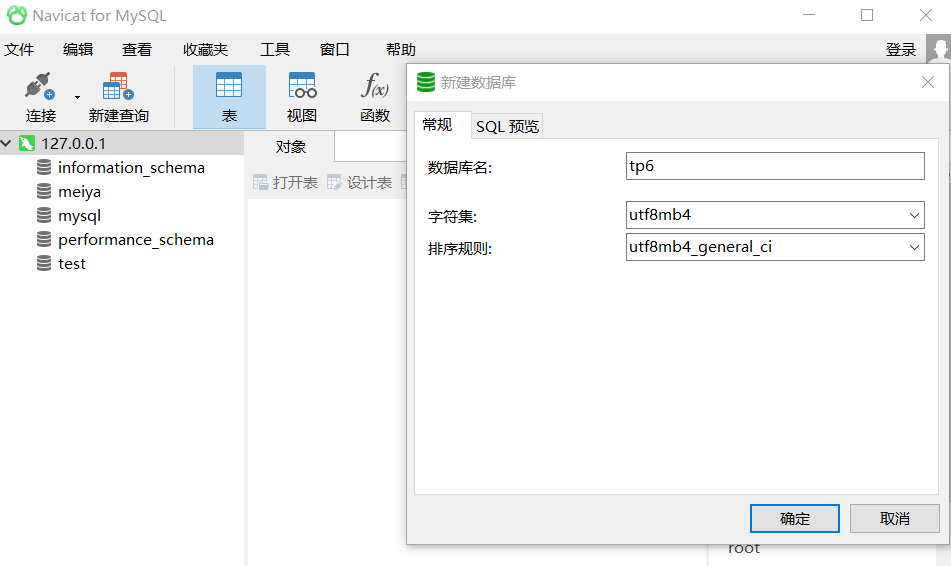 Navicat for MySQL
文件 编辑 查看 收藏夹 工具 窗口 帮助 登录
连接 新建查询 表 视图 函数
127.0.0.1
information_schema
meiya
mysql
performance_schema
test
对象
打开表 设计表
新建数据库
常规 SQL 预览
数据库名: tp6
字符集: utf8mb4
排序规则: utf8mb4_general_ci
确定 取消
root